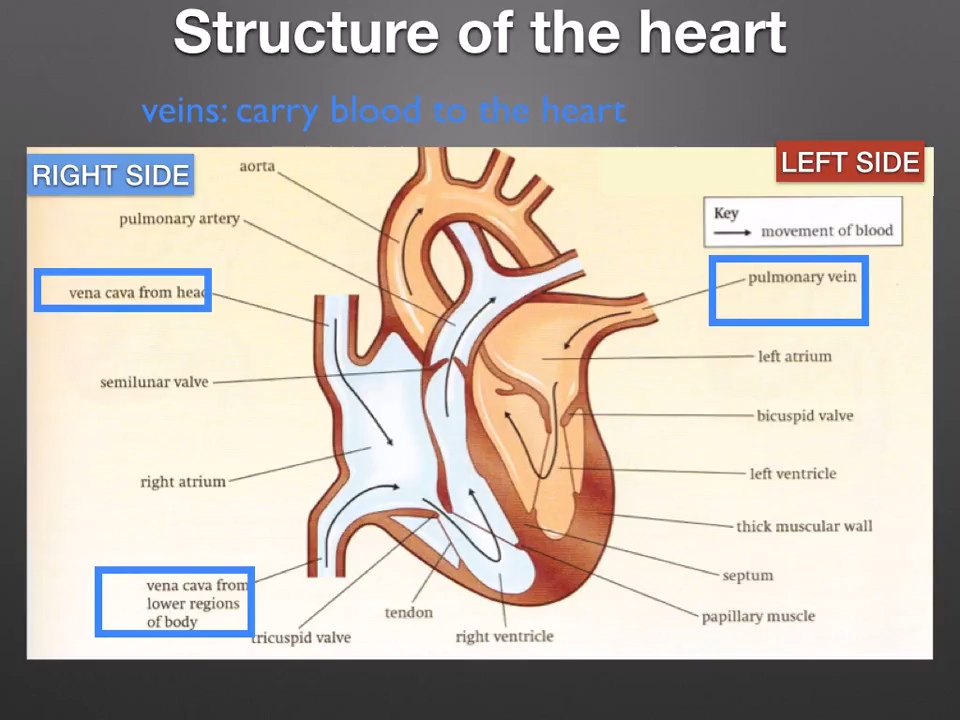 Structure of the heart
veins: carry blood to the heart
RIGHT SIDE
LEFT SIDE
aorta
pulmonary artery
Key
movement of blood
vena cava from head
pulmonary vein
left atrium
semilunar valve
bicuspid valve
right atrium
left ventricle
thick muscular wall
septum
vena cava from
lower regions
of body
tendon
papillary muscle
tricuspid valve
right ventricle